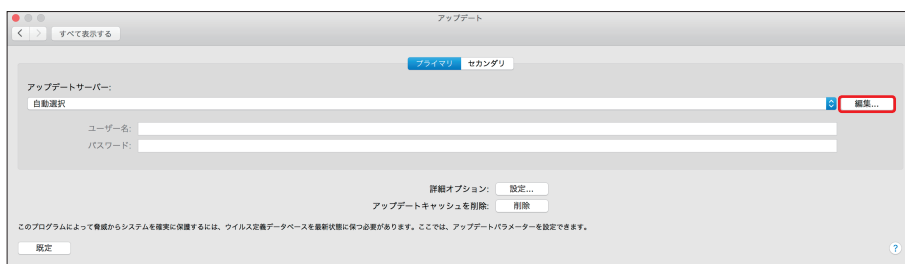 アップデート
すべて表示する
プライマリ セカンダリ
アップデートサーバー:
自動選択 編集...
ユーザー名:
パスワード:
詳細オプション: 設定...
アップデートキャッシュを削除: 削除
このプログラムによって脅威からシステムを確実に保護するには、ウイルス定義データベースを最新状態に保つ必要があります。ここでは、アップデートパラメーターを設定できます。
既定 ?